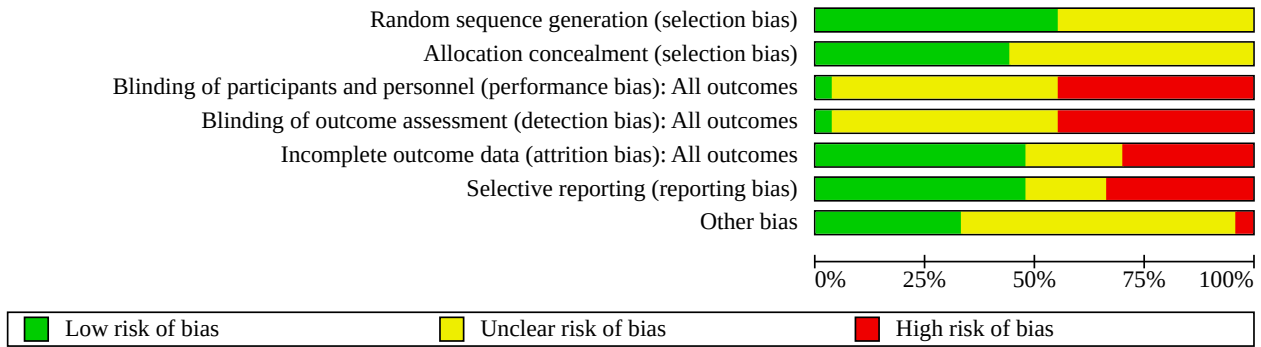 Random sequence generation (selection bias)
Allocation concealment (selection bias)
Blinding of participants and personnel (performance bias): All outcomes
Blinding of outcome assessment (detection bias): All outcomes
Incomplete outcome data (attrition bias): All outcomes
Selective reporting (reporting bias)
Other bias
0% 25% 50% 75% 100%
Low risk of bias Unclear risk of bias High risk of bias